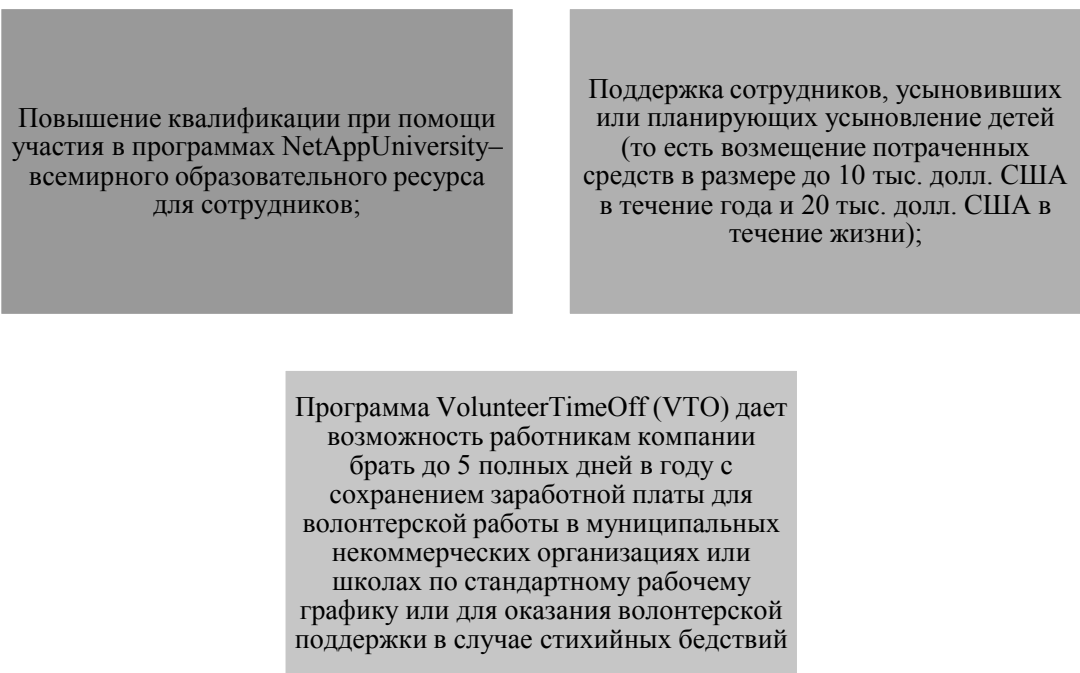 Повышение квалификации при помощи
участия в программах NetAppUniversity–
всемирного образовательного ресурса
для сотрудников;
Поддержка сотрудников, усыновивших
или планирующих усыновление детей
(то есть возмещение потраченных
средств в размере до 10 тыс. долл. США
в течение года и 20 тыс. долл. США в
течение жизни);
Программа VolunteerTimeOff (VTO) дает
возможность работникам компании
брать до 5 полных дней в году с
сохранением заработной платы для
волонтерской работы в муниципальных
некоммерческих организациях или
школах по стандартному рабочему
графику или для оказания волонтерской
поддержки в случае стихийных бедствий